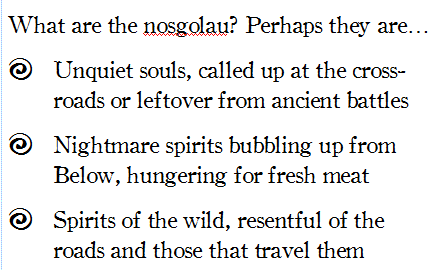 What are the nosgolau? Perhaps they are…
Unquiet souls, called up at the cross-
roads or leftover from ancient battles
Nightmare spirits bubbling up from
Below, hungering for fresh meat
Spirits of the wild, resentful of the
roads and those that travel them